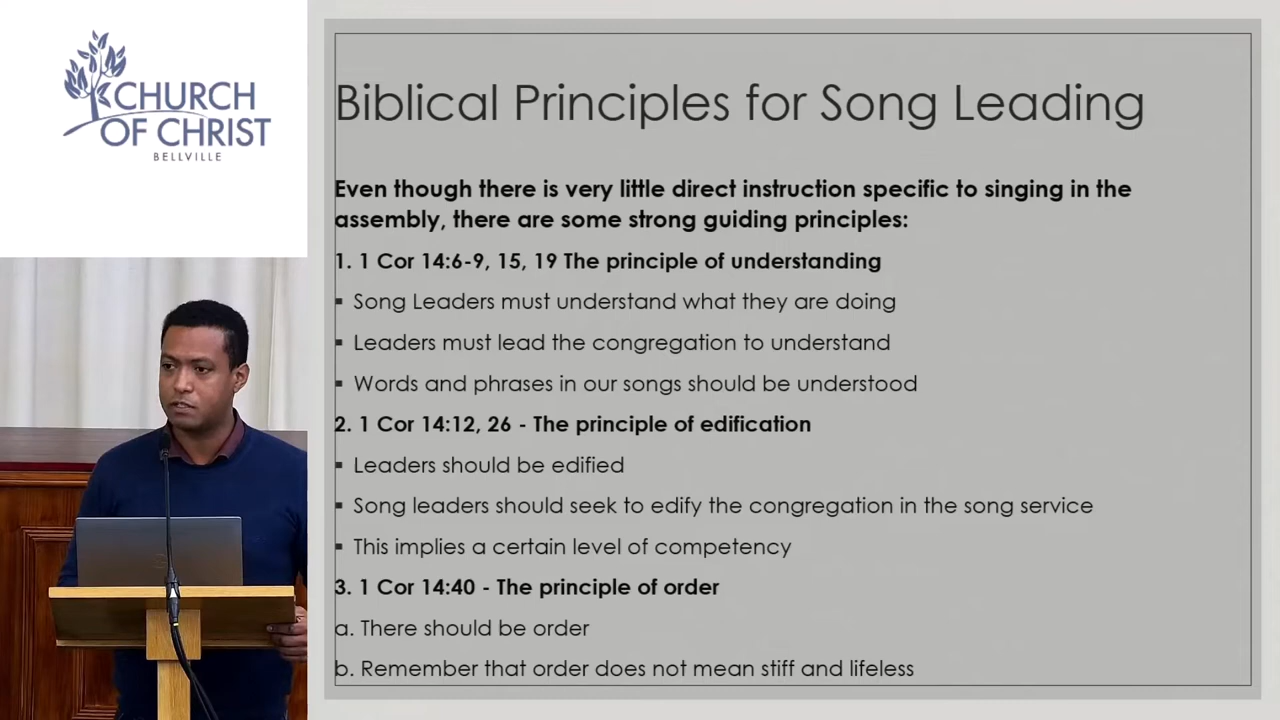 CHURCH
OF CHRIST
BELLVILLE
Biblical Principles for Song Leading
Even though there is very little direct instruction specific to singing in the
assembly, there are some strong guiding principles:
1. 1 Cor 14:6-9, 15, 19 The principle of understanding
▪ Song Leaders must understand what they are doing
▪ Leaders must lead the congregation to understand
▪ Words and phrases in our songs should be understood
2. 1 Cor 14:12, 26 - The principle of edification
▪ Leaders should be edified
▪ Song leaders should seek to edify the congregation in the song service
▪ This implies a certain level of competency
3. 1 Cor 14:40 - The principle of order
a. There should be order
b. Remember that order does not mean stiff and lifeless